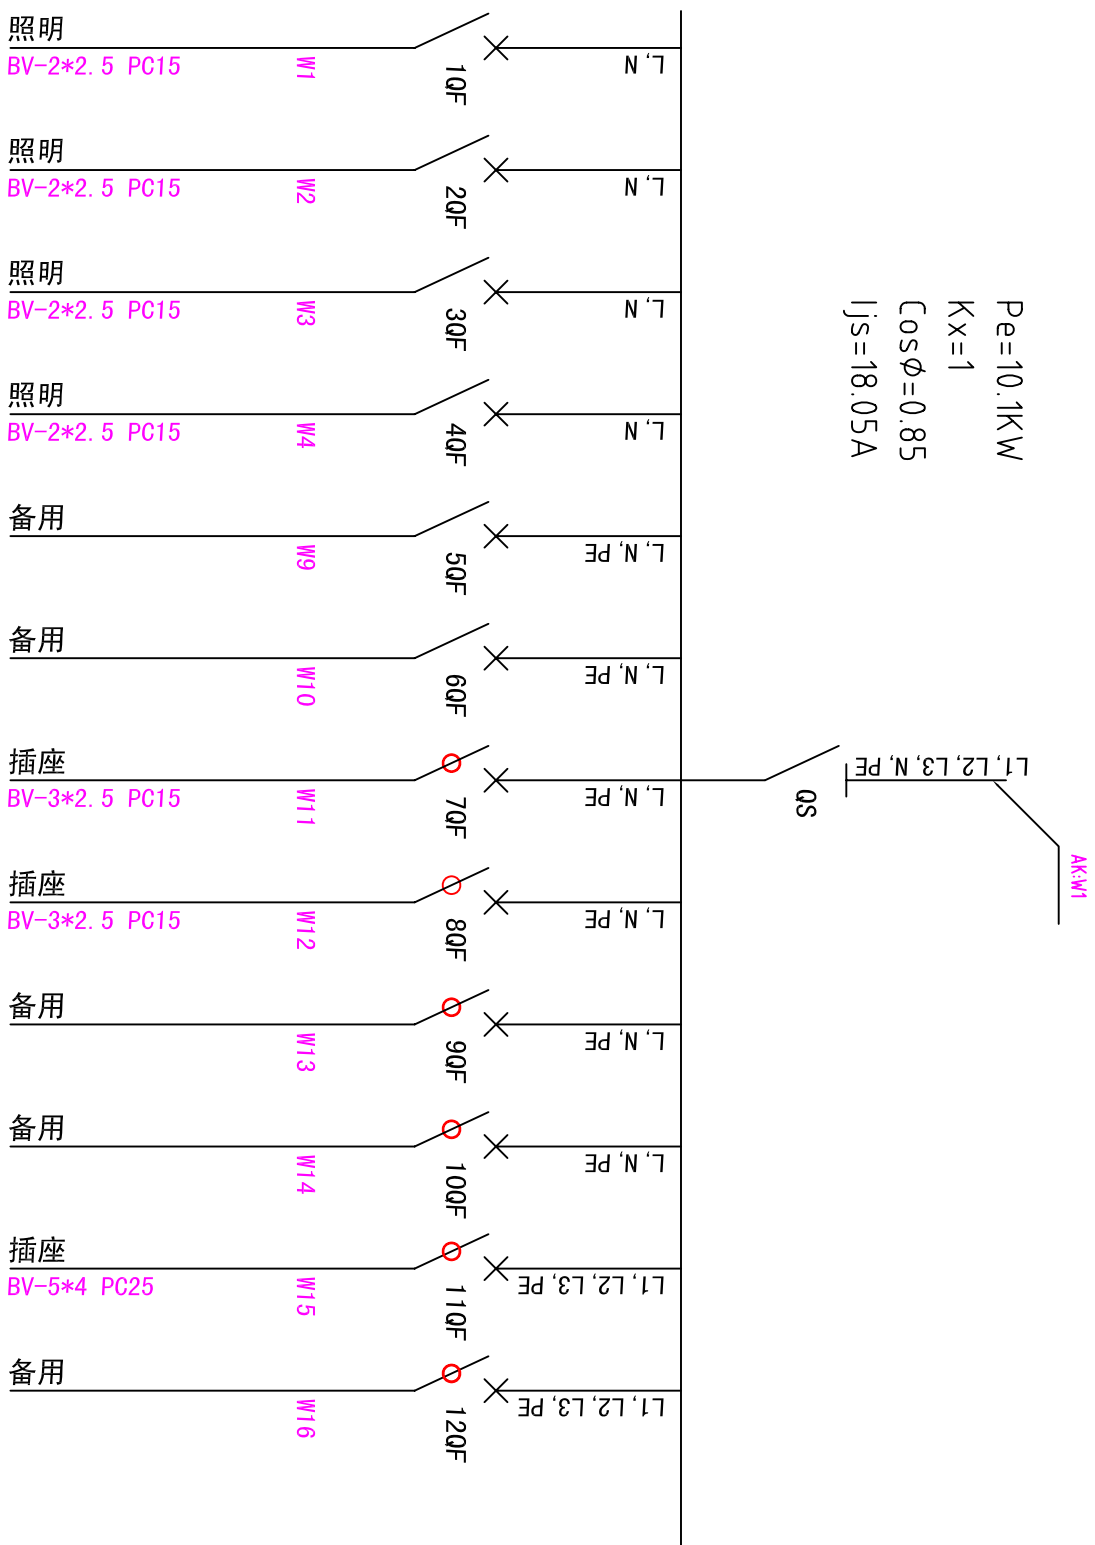 照明
BV-2*2.5 PC15
W1
1QF
L, N
照明
BV-2*2.5 PC15
W2
2QF
L, N
照明
BV-2*2.5 PC15
W3
3QF
L, N
照明
BV-2*2.5 PC15
W4
4QF
L, N
备用
W9
5QF
L, N, PE
备用
W10
6QF
L, N, PE
插座
BV-3*2.5 PC15
W11
7QF
L, N, PE
插座
BV-3*2.5 PC15
W12
8QF
L, N, PE
备用
W13
9QF
L, N, PE
备用
W14
10QF
L, N, PE
插座
BV-5*4 PC25
W15
11QF
L1, L2, L3, PE
备用
W16
12QF
L1, L2, L3, PE
Pe=10.1KW
Kx=1
CosØ=0.85
Ijs=18.05A
L1, L2, L3, N, PE
QS
AK:W1